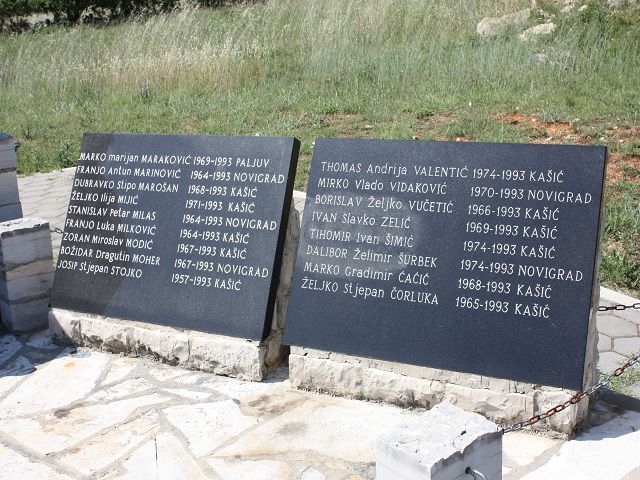 MARKO marijan MARAKOVIĆ 1969-1993 PALJUV
FRANJO Antun MARINOVIĆ 1964-1993 NOVIGRAD
DUBRAVKO Stipo MAROŠAN 1968-1993 KAŠIĆ
ŽELJKO Ilija MIJIĆ 1971-1993 KAŠIĆ
STANISLAV Petar MILAS 1964-1993 NOVIGRAD
FRANJO Luka MILKOVIĆ 1964-1993 KAŠIĆ
ZORAN Miroslav MODIĆ 1967-1993 KAŠIĆ
BOŽIDAR Dragutin MOHER 1967-1993 NOVIGRAD
JOSIP Stjepan STOJKO 1957-1993 KAŠIĆ
THOMAS Andrija VALENTIĆ 1974-1993 KAŠIĆ
MIRKO Vlado VIDAKOVIĆ 1970-1993 NOVIGRAD
BORISLAV Željko VUČETIĆ 1966-1993 KAŠIĆ
IVAN Slavko ZELIĆ 1969-1993 KAŠIĆ
TIHOMIR Ivan ŠIMIĆ 1974-1993 KAŠIĆ
DALIBOR Želimir ŠURBEK 1974-1993 NOVIGRAD
MARKO Gradimir ČAČIĆ 1968-1993 KAŠIĆ
ŽELJKO Stjepan ČORLUKA 1965-1993 KAŠIĆ